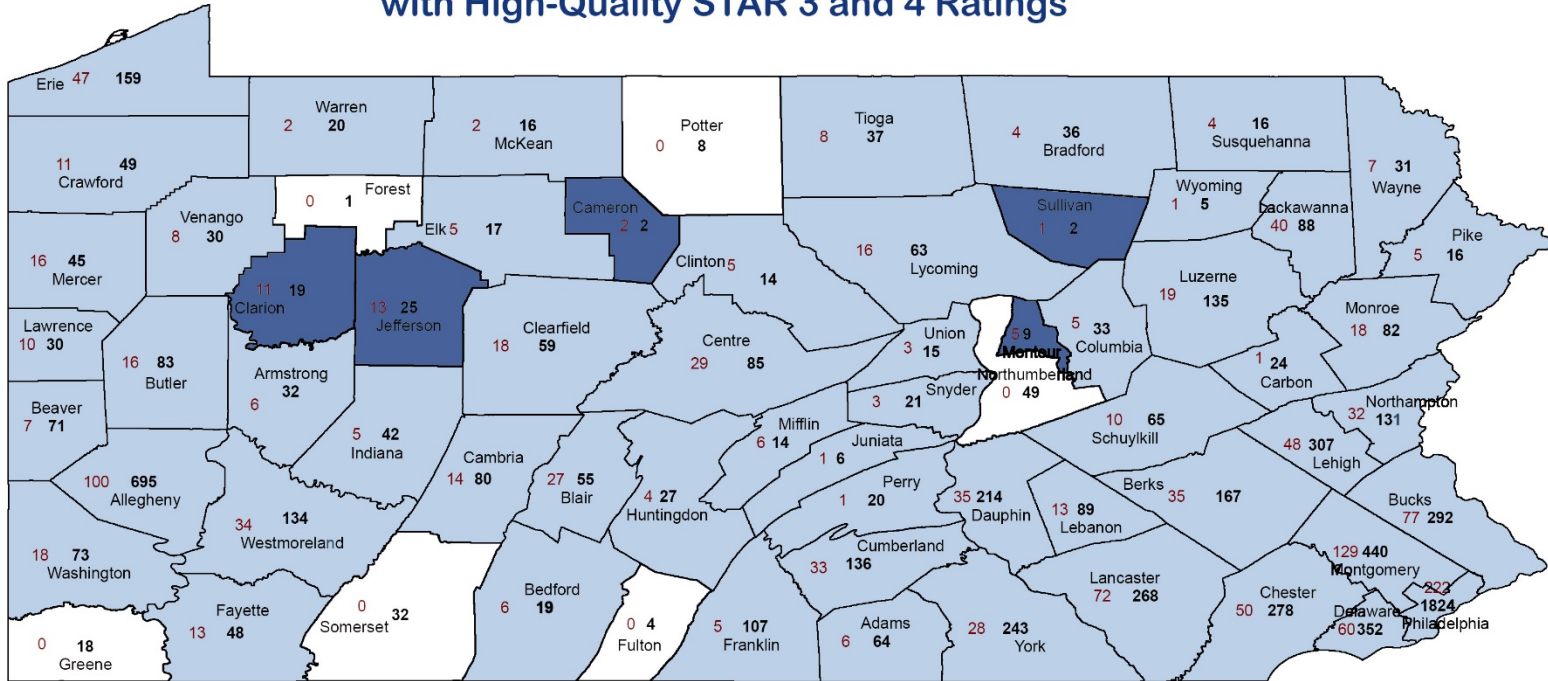 with High-Quality STAR 3 and 4 Ratings
Erie 47 159
Warren
2 20
2 16
McKean
Potter
0 8
Tioga
8 37
4 36
Bradford
4 16
Susquehanna
11 49
Crawford
7 31
Wayne
Forest
0 1
Venango
8 30
Elk 5 17
Cameron
2 2
Sullivan
1 2
Wyoming
1 5
Lackawanna
40 88
Pike
5 16
16 45
Mercer
11 19
Clarion
13 25
Jefferson
Clinton 5
14
16 63
Lycoming
Luzerne
19 135
Monroe
18 82
Lawrence
10 30
16 83
Butler
Clearfield
18 59
Centre
29 85
Union
3 15
5 9
Montour
5 33
Columbia
1 24
Carbon
Armstrong
32
6
Northumberland
0 49
Snyder
3 21
Beaver
7 71
Northampton
32 131
5 42
Indiana
Mifflin
6 14
Juniata
1 6
10 65
Schuylkill
48 307
Lehigh
100 695
Allegheny
Cambria
14 80
27 55
Blair
4 27
Huntingdon
Perry
1 20
35 214
Dauphin
13 89
Lebanon
Berks 35 167
Bucks
77 292
34 134
Westmoreland
18 73
Washington
Cumberland
33 136
129 440
Montgomery
Lancaster
72 268
Chester
50 278
Delaware
60 352
222
1824
Philadelphia
0 18
Greene
Fayette
13 48
0 32
Somerset
Bedford
6 19
0 4
Fulton
5 107
Franklin
Adams
6 64
28 243
York